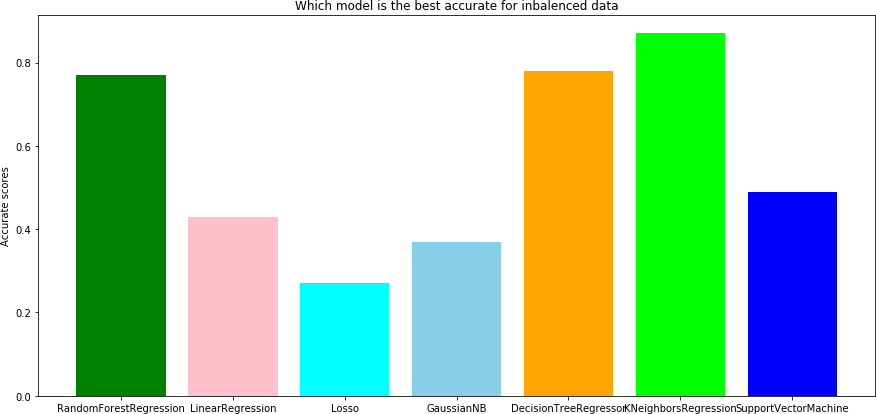 Which model is the best accurate for inbalenced data
Accurate scores
0.8
0.6
0.4
0.2
0.0
RandomForestRegression LinearRegression Losso GaussianNB DecisionTreeRegressor KNeighborsRegression SupportVectorMachine